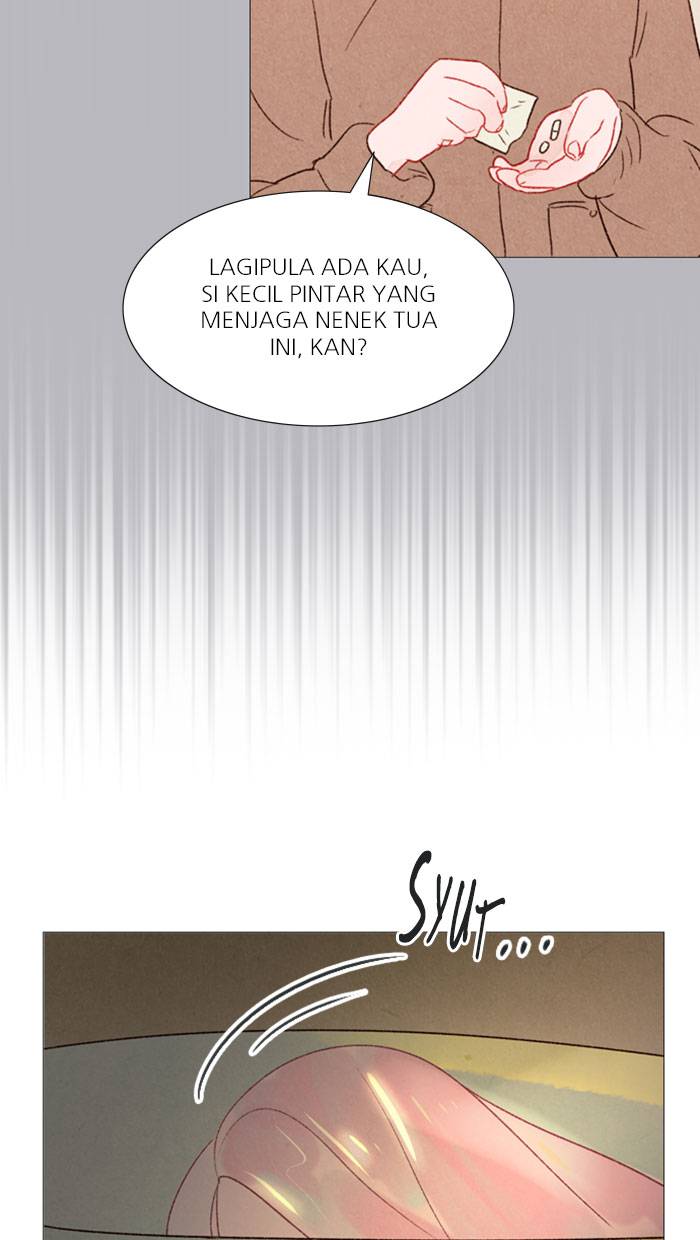 LAGIPULA ADA KAU,
SI KECIL PINTAR YANG
MENJAGA NENEK TUA
INI, KAN?
SYUT...